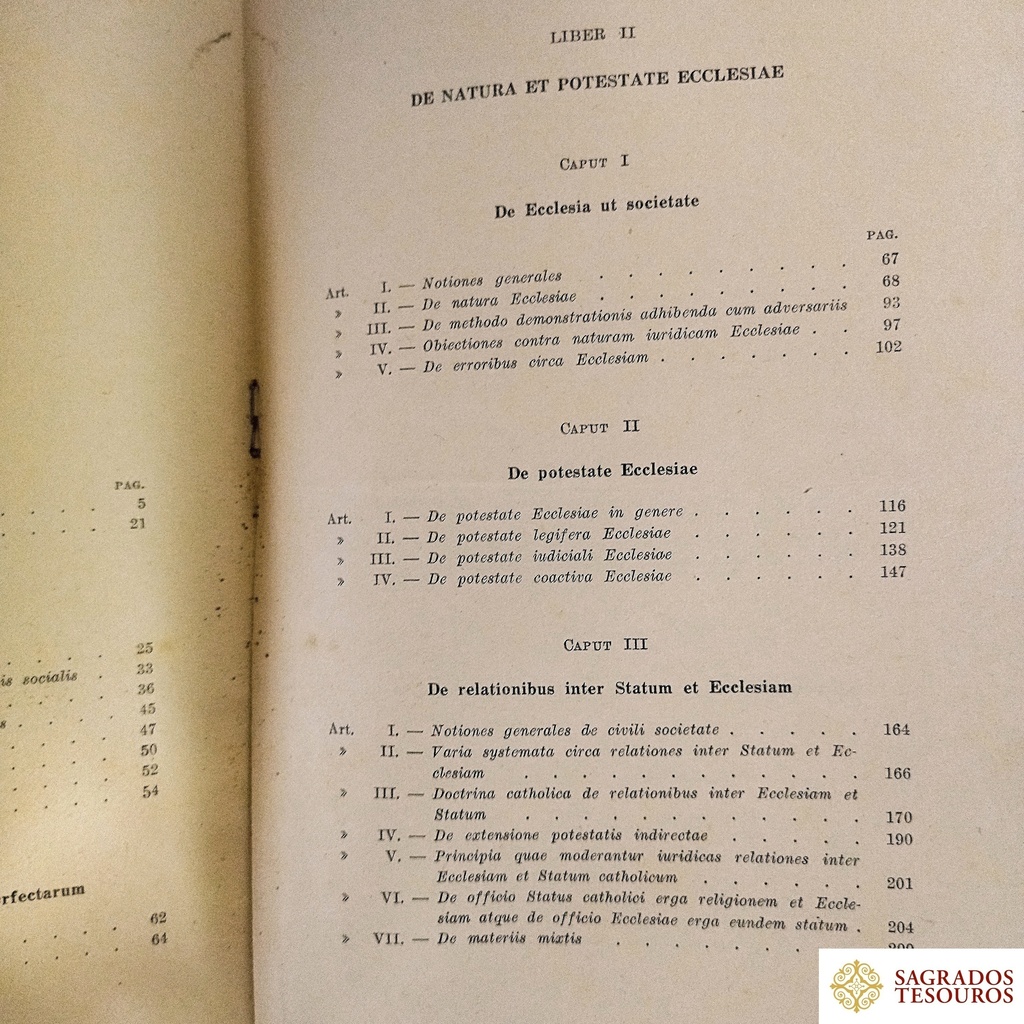 PAG.
5
21
25
is socialis . 33
36
45
47
50
52
54
rfectarum
62
64
LIBER II
DE NATURA ET POTESTATE ECCLESIAE
CAPUT I
De Ecclesia ut societate
PAG.
Art. I. — Notiones generales . . . . . . . . 67
» II. — De natura Ecclesiae . . . . . . . . 68
» III. — De methodo demonstrationis adhibenda cum adversariis 93
» IV. — Obiectiones contra naturam iuridicam Ecclesiae . . 97
» V. — De erroribus circa Ecclesiam . . . . . . . 102
CAPUT II
De potestate Ecclesiae
Art. I. — De potestate Ecclesiae in genere . . . . . . 116
» II. — De potestate legifera Ecclesiae . . . . . . 121
» III. — De potestate iudiciali Ecclesiae . . . . . . 138
» IV. — De potestate coactiva Ecclesiae . . . . . . 147
CAPUT III
De relationibus inter Statum et Ecclesiam
Art. I. — Notiones generales de civili societate . . . . . 164
» II. — Varia systemata circa relationes inter Statum et Ec-
clesiam . . . . . . . . . . . . 166
» III. — Doctrina catholica de relationibus inter Ecclesiam et
Statum . . . . . . . . . . . . 170
» IV. — De extensione potestatis indirectae . . . . . 190
» V. — Principia quae moderantur iuridicas relationes inter
Ecclesiam et Statum catholicum . . . . . . 201
» VI. — De officio Status catholici erga religionem et Eccle-
siam atque de officio Ecclesiae erga eundem statum . 204
» VII. — De materiis mixtis . . . . . .
SAGRADOS
TESOUROS